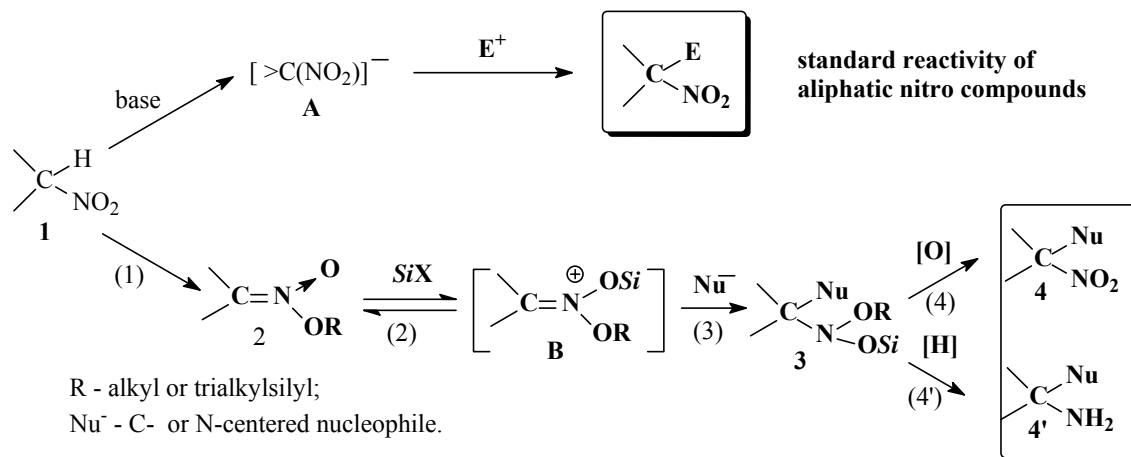 E⁺
[ >C(NO₂)]⁻
A
base
C
E
NO₂
standard reactivity of
aliphatic nitro compounds
C
H
NO₂
1
(1)
C=N
O
OR
2
SiX
(2)
C=N
⊕
OSi
OR
B
Nu⁻
(3)
Nu
C
N
OR
OSi
3
[O]
(4)
[H]
(4')
Nu
C
NO₂
4
Nu
C
NH₂
4'
R - alkyl or trialkylsilyl;
Nu⁻ - C- or N-centered nucleophile.